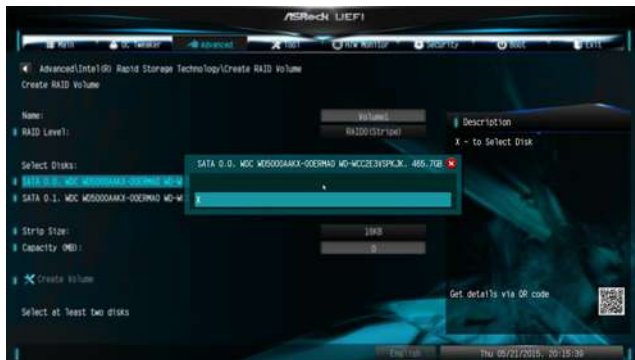 ASRock UEFI
Main OC Tweaker Advanced Tool H/W Monitor Security Boot Exit
Advanced\Intel(R) Rapid Storage Technology\Create RAID Volume
Create RAID Volume
Name: Volume1
RAID Level: RAID0(Stripe)
Select Disks:
SATA 0.0. WDC WD5000AAKX-00ERMA0 WD-W
SATA 0.1. WDC WD5000AAKX-00ERMA0 WD-W
SATA 0.0. WDC WD5000AAKX-00ERMA0 WD-WCC2E3VSPKJK. 465.7GB
X
Strip Size: 16KB
Capacity (MB): 0
Create Volume
Select at least two disks
Description
X - to Select Disk
Get details via QR code
English
Thu 05/21/2015. 20:15:39